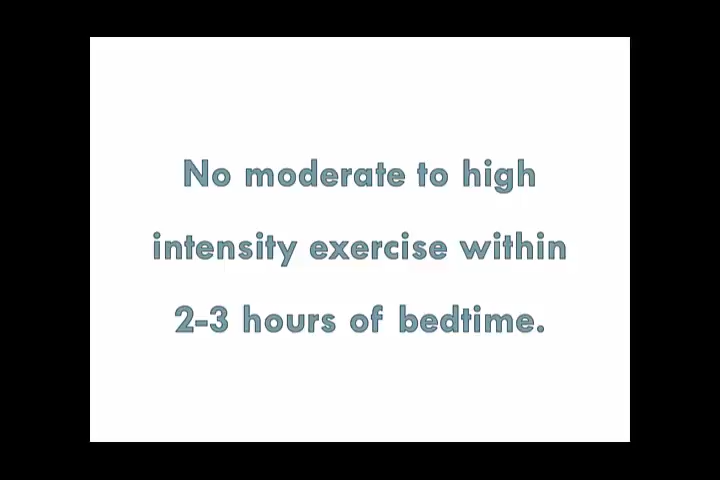 No moderate to high
intensity exercise within
2-3 hours of bedtime.